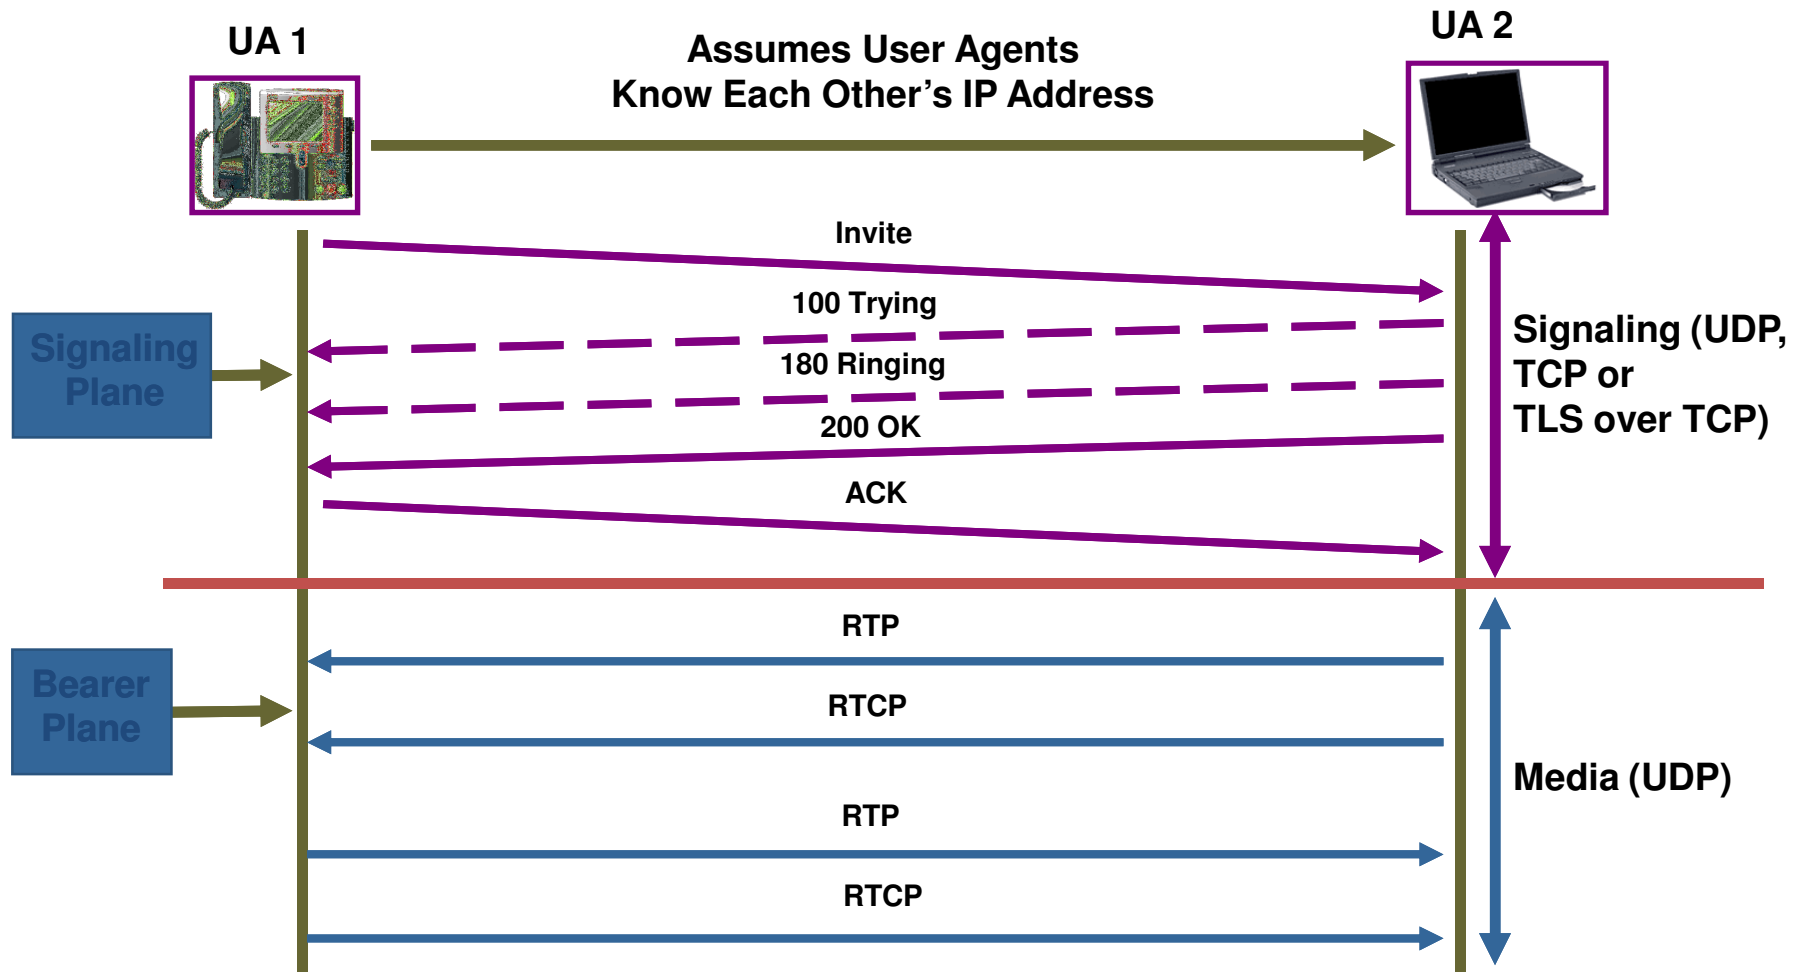 UA 1
Assumes User Agents
Know Each Other's IP Address
UA 2
Invite
100 Trying
180 Ringing
200 OK
ACK
Signaling
Plane
Signaling (UDP,
TCP or
TLS over TCP)
RTP
RTCP
RTP
RTCP
Bearer
Plane
Media (UDP)